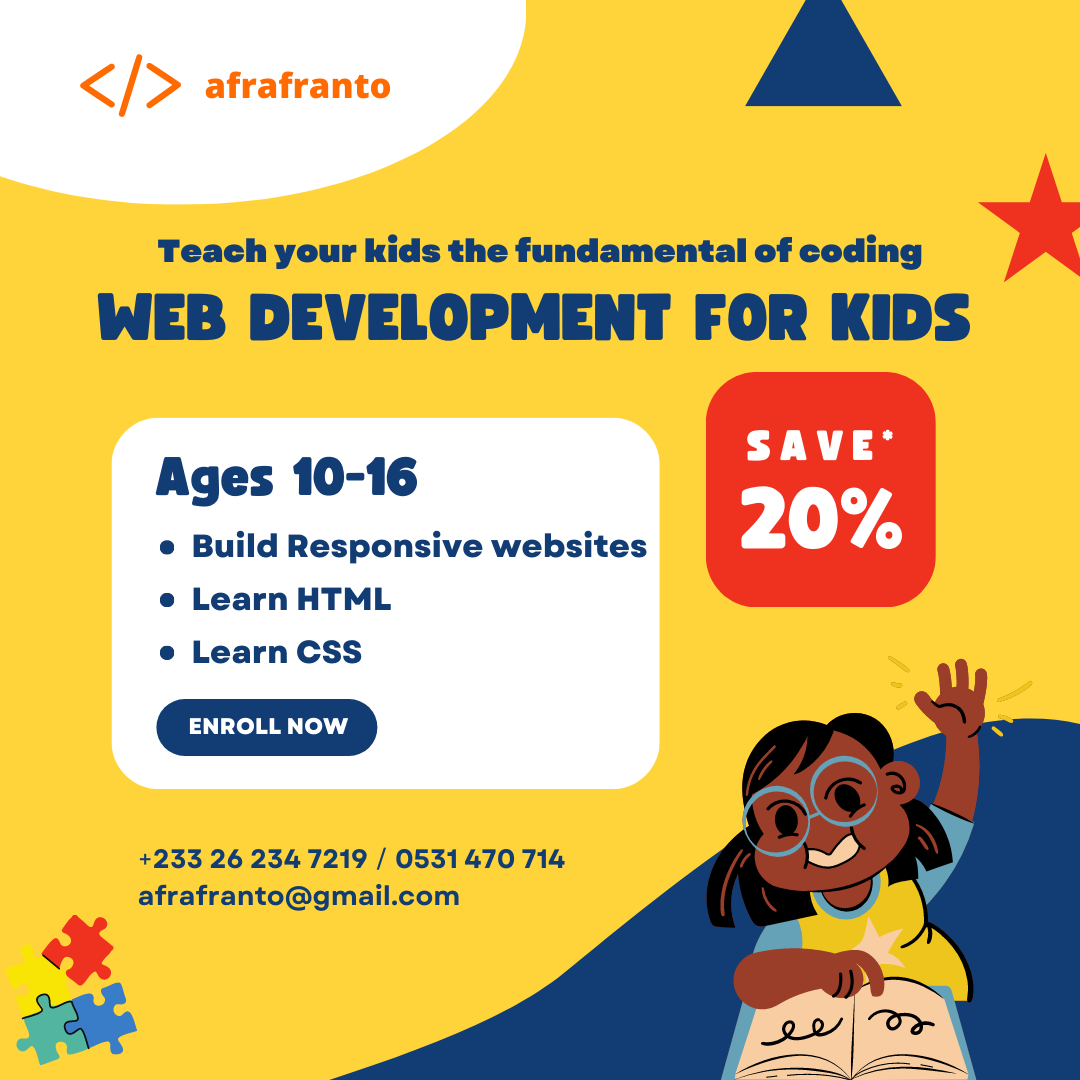 </> afrafranto
Teach your kids the fundamental of coding
WEB DEVELOPMENT FOR KIDS
Ages 10-16
• Build Responsive websites
• Learn HTML
• Learn CSS
ENROLL NOW
SAVE*
20%
+233 26 234 7219 / 0531 470 714
afrafranto@gmail.com